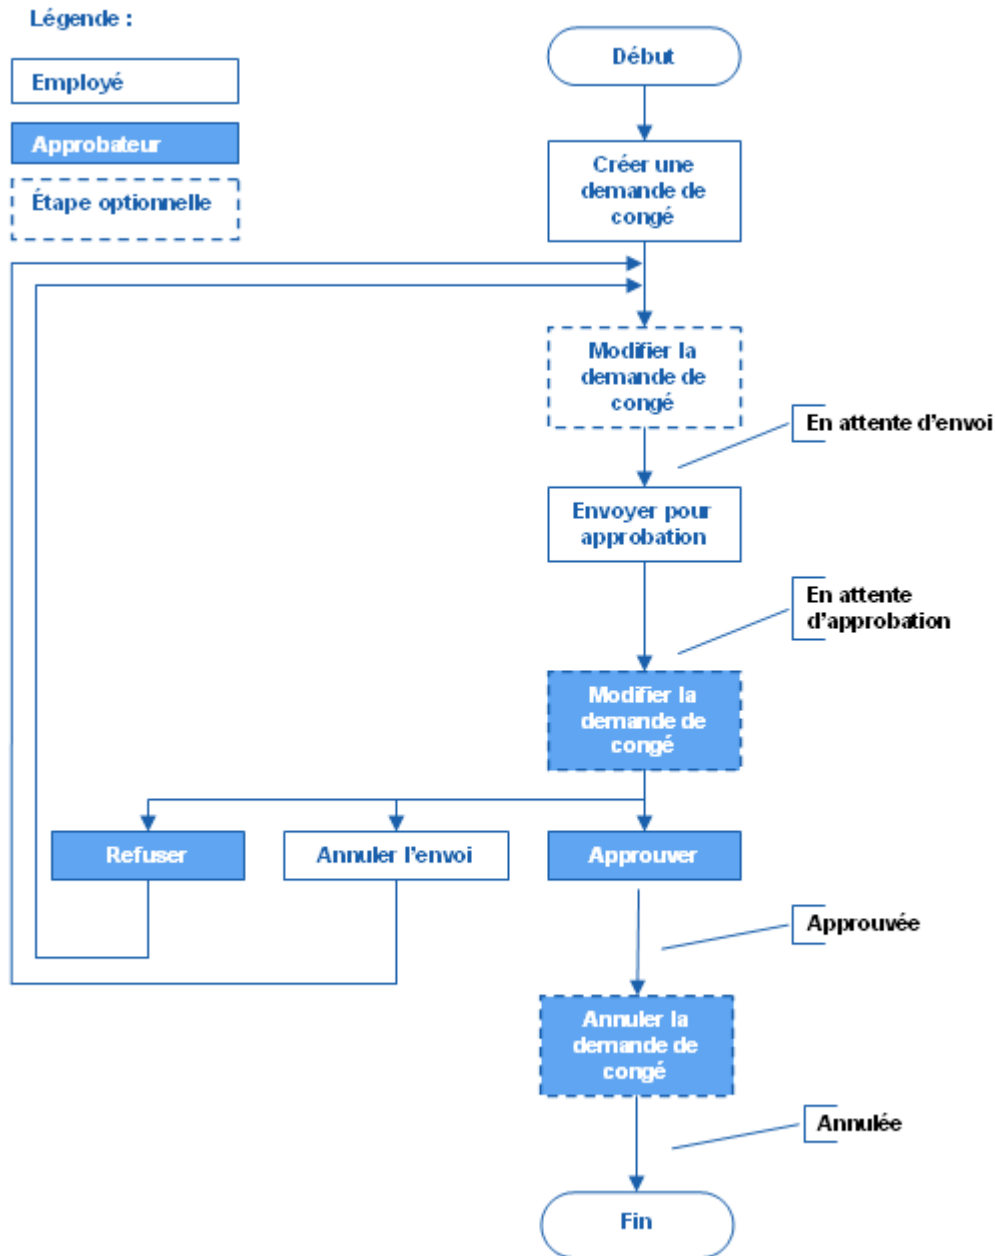 Légende :
Employé
Approbateur
Étape optionnelle
Début
Créer une
demande de
congé
Modifier la
demande de
congé
En attente d'envoi
Envoyer pour
approbation
En attente
d'approbation
Modifier la
demande de
congé
Refuser
Annuler l'envoi
Approuver
Approuvée
Annuler la
demande de
congé
Annulée
Fin